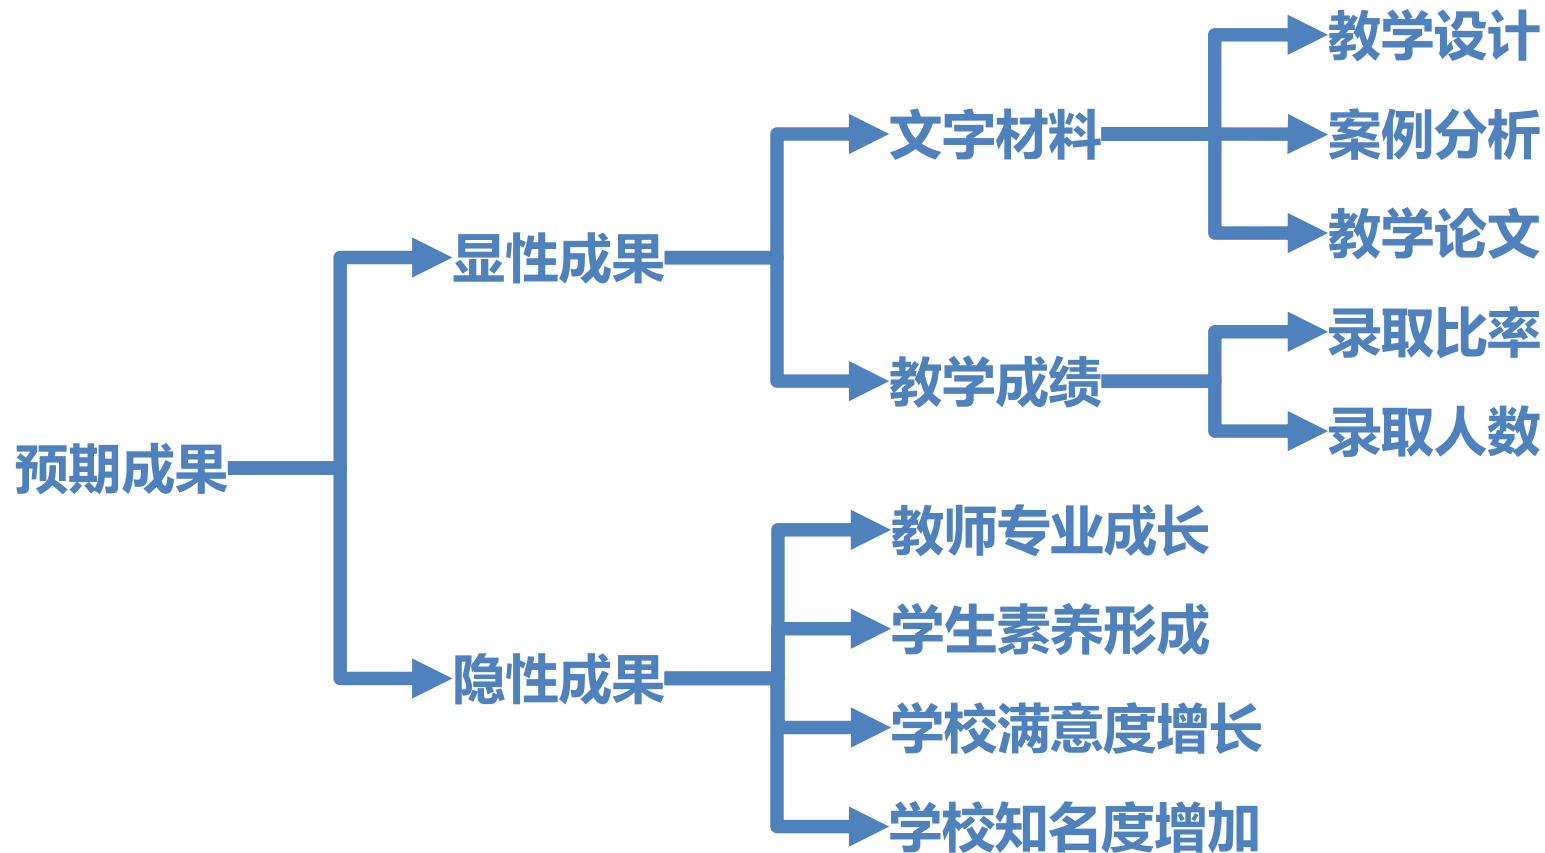 预期成果
显性成果
文字材料
教学设计
案例分析
教学论文
教学成绩
录取比率
录取人数
隐性成果
教师专业成长
学生素养形成
学校满意度增长
学校知名度增加